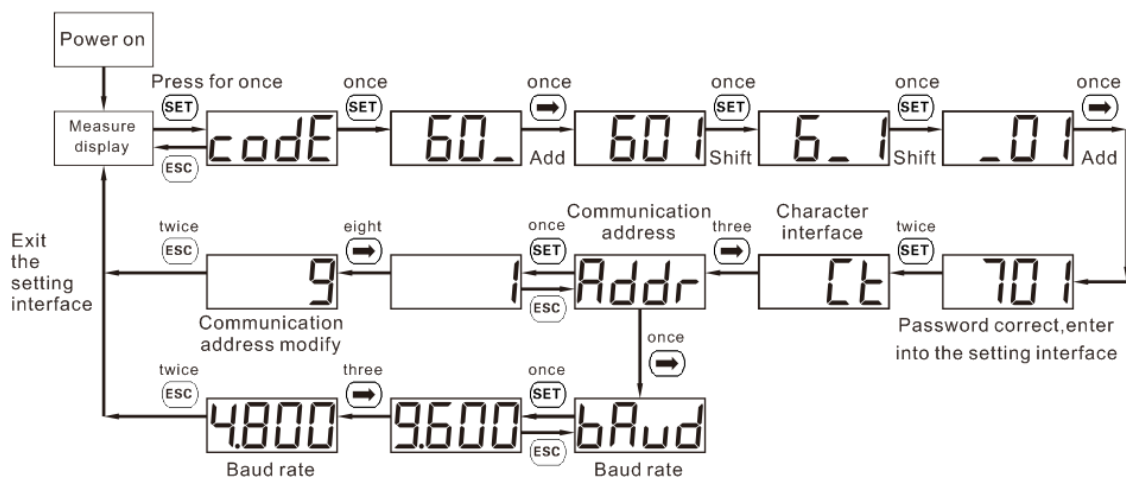 Power on
Press for once
once
once
once
once
once
SET
SET
SET
SET
Measure
display
codE
60_
601
6_1
_01
ESC
Add
Shift
Shift
Add
Exit
the
setting
interface
twice
ESC
eight
once
SET
Communication
address
three
Character
interface
twice
SET
9
1
Addr
Ct
701
ESC
Communication
address modify
once
Password correct,enter
into the setting interface
twice
ESC
three
once
SET
4.800
9.600
bAud
ESC
Baud rate
Baud rate